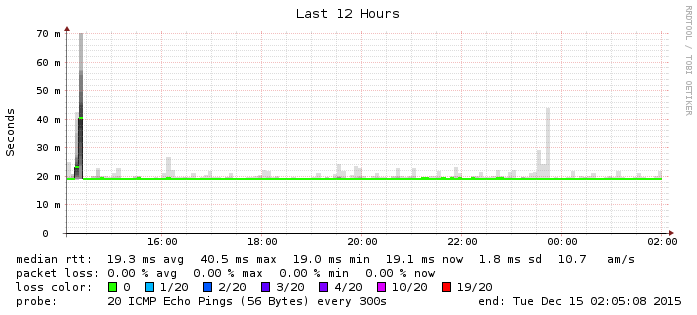 Last 12 Hours
RRDTOOL / TOBI OETIKER
Seconds
70 m
60 m
50 m
40 m
30 m
20 m
10 m
0
16:00 18:00 20:00 22:00 00:00 02:00
median rtt: 19.3 ms avg 40.5 ms max 19.0 ms min 19.1 ms now 1.8 ms sd 10.7 am/s
packet loss: 0.00 % avg 0.00 % max 0.00 % min 0.00 % now
loss color: 0 1/20 2/20 3/20 4/20 10/20 19/20
probe: 20 ICMP Echo Pings (56 Bytes) every 300s end: Tue Dec 15 02:05:08 2015